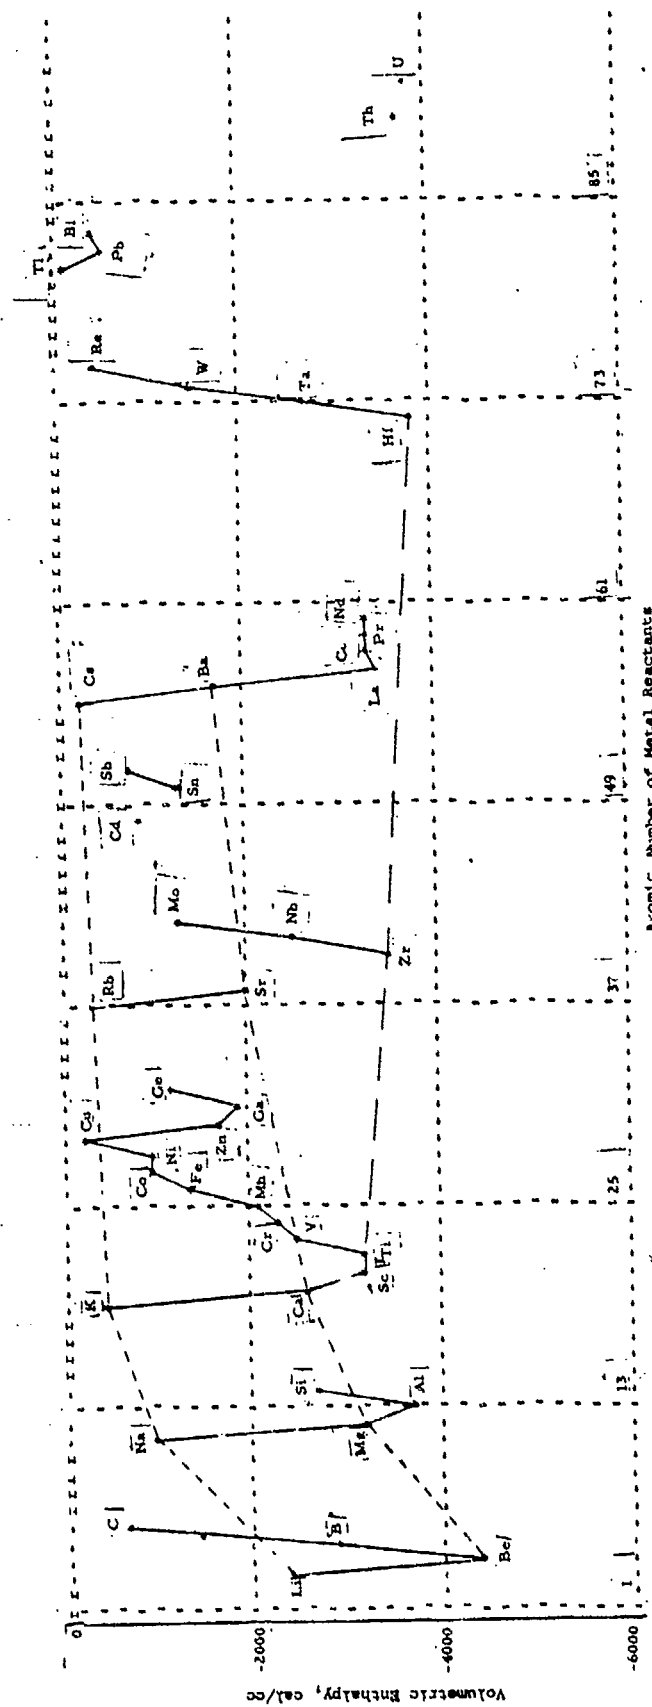 Volumetric Enthalpy, cal/cc
0
-2000
-4000
-6000
Li
Be
B
C
Na
Mg
Al
Si
K
Ca
Sc
Ti
V
Cr
Mn
Fe
Co
Ni
Cu
Zn
Ga
Ge
Rb
Sr
Zr
Nb
Mo
Cd
Sn
Sb
Cs
Ba
La
Pr
Nd
Hf
Ta
W
Re
Tl
Pb
Bi
Th
U
1
13
25
37
49
61
73
85
Atomic Number of Metal Reactants